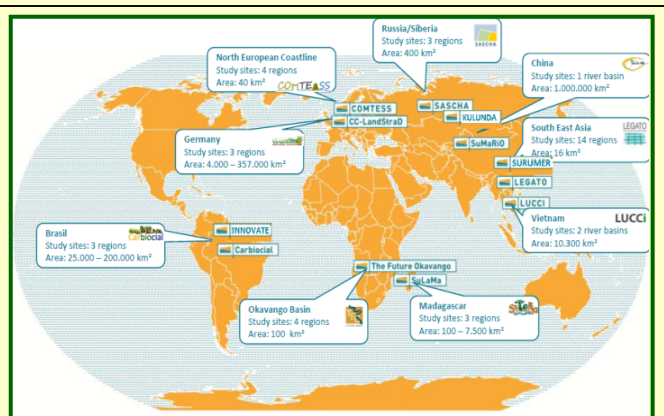 Russia/Siberia
Study sites: 3 regions
Area: 400 km²
SASCHA
North European Coastline
Study sites: 4 regions
Area: 40 km²
COMTESS
China
Study sites: 1 river basin
Area: 1.000.000 km²
COMTESS
CC-LandStraD
SASCHA
KULUNDA
SuMaRiO
South East Asia
Study sites: 14 regions
Area: 16 km²
LEGATO
Germany
Study sites: 3 regions
Area: 4.000 – 357.000 km²
SURUMER
LEGATO
LUCCI
Vietnam
Study sites: 2 river basins
Area: 10.300 km²
LUCCi
Brasil
Study sites: 3 regions
Area: 25.000 – 200.000 km²
Carbiocial
INNOVATE
Carbiocial
The Future Okavango
SuLaMa
Okavango Basin
Study sites: 4 regions
Area: 100 km²
Madagascar
Study sites: 3 regions
Area: 100 – 7.500 km²